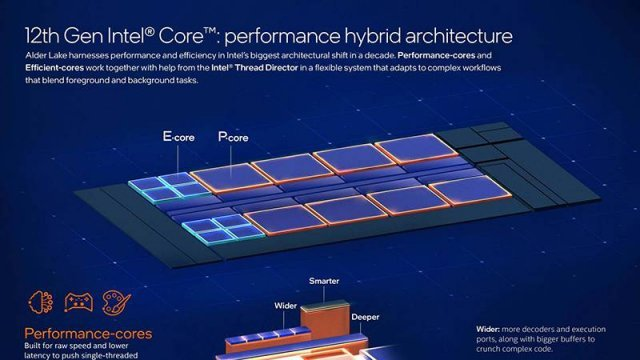 12th Gen Intel® Core™: performance hybrid architecture
Alder Lake harnesses performance and efficiency in Intel's biggest architectural shift in a decade. Performance-cores and
Efficient-cores work together with help from the Intel® Thread Director in a flexible system that adapts to complex workflows
that blend foreground and background tasks.
E-core
P-core
Smarter
Wider
Deeper
Performance-cores
Built for raw speed and lower
latency to push single-threaded
Wider: more decoders and execution
ports, along with bigger buffers to
crunch complex code.